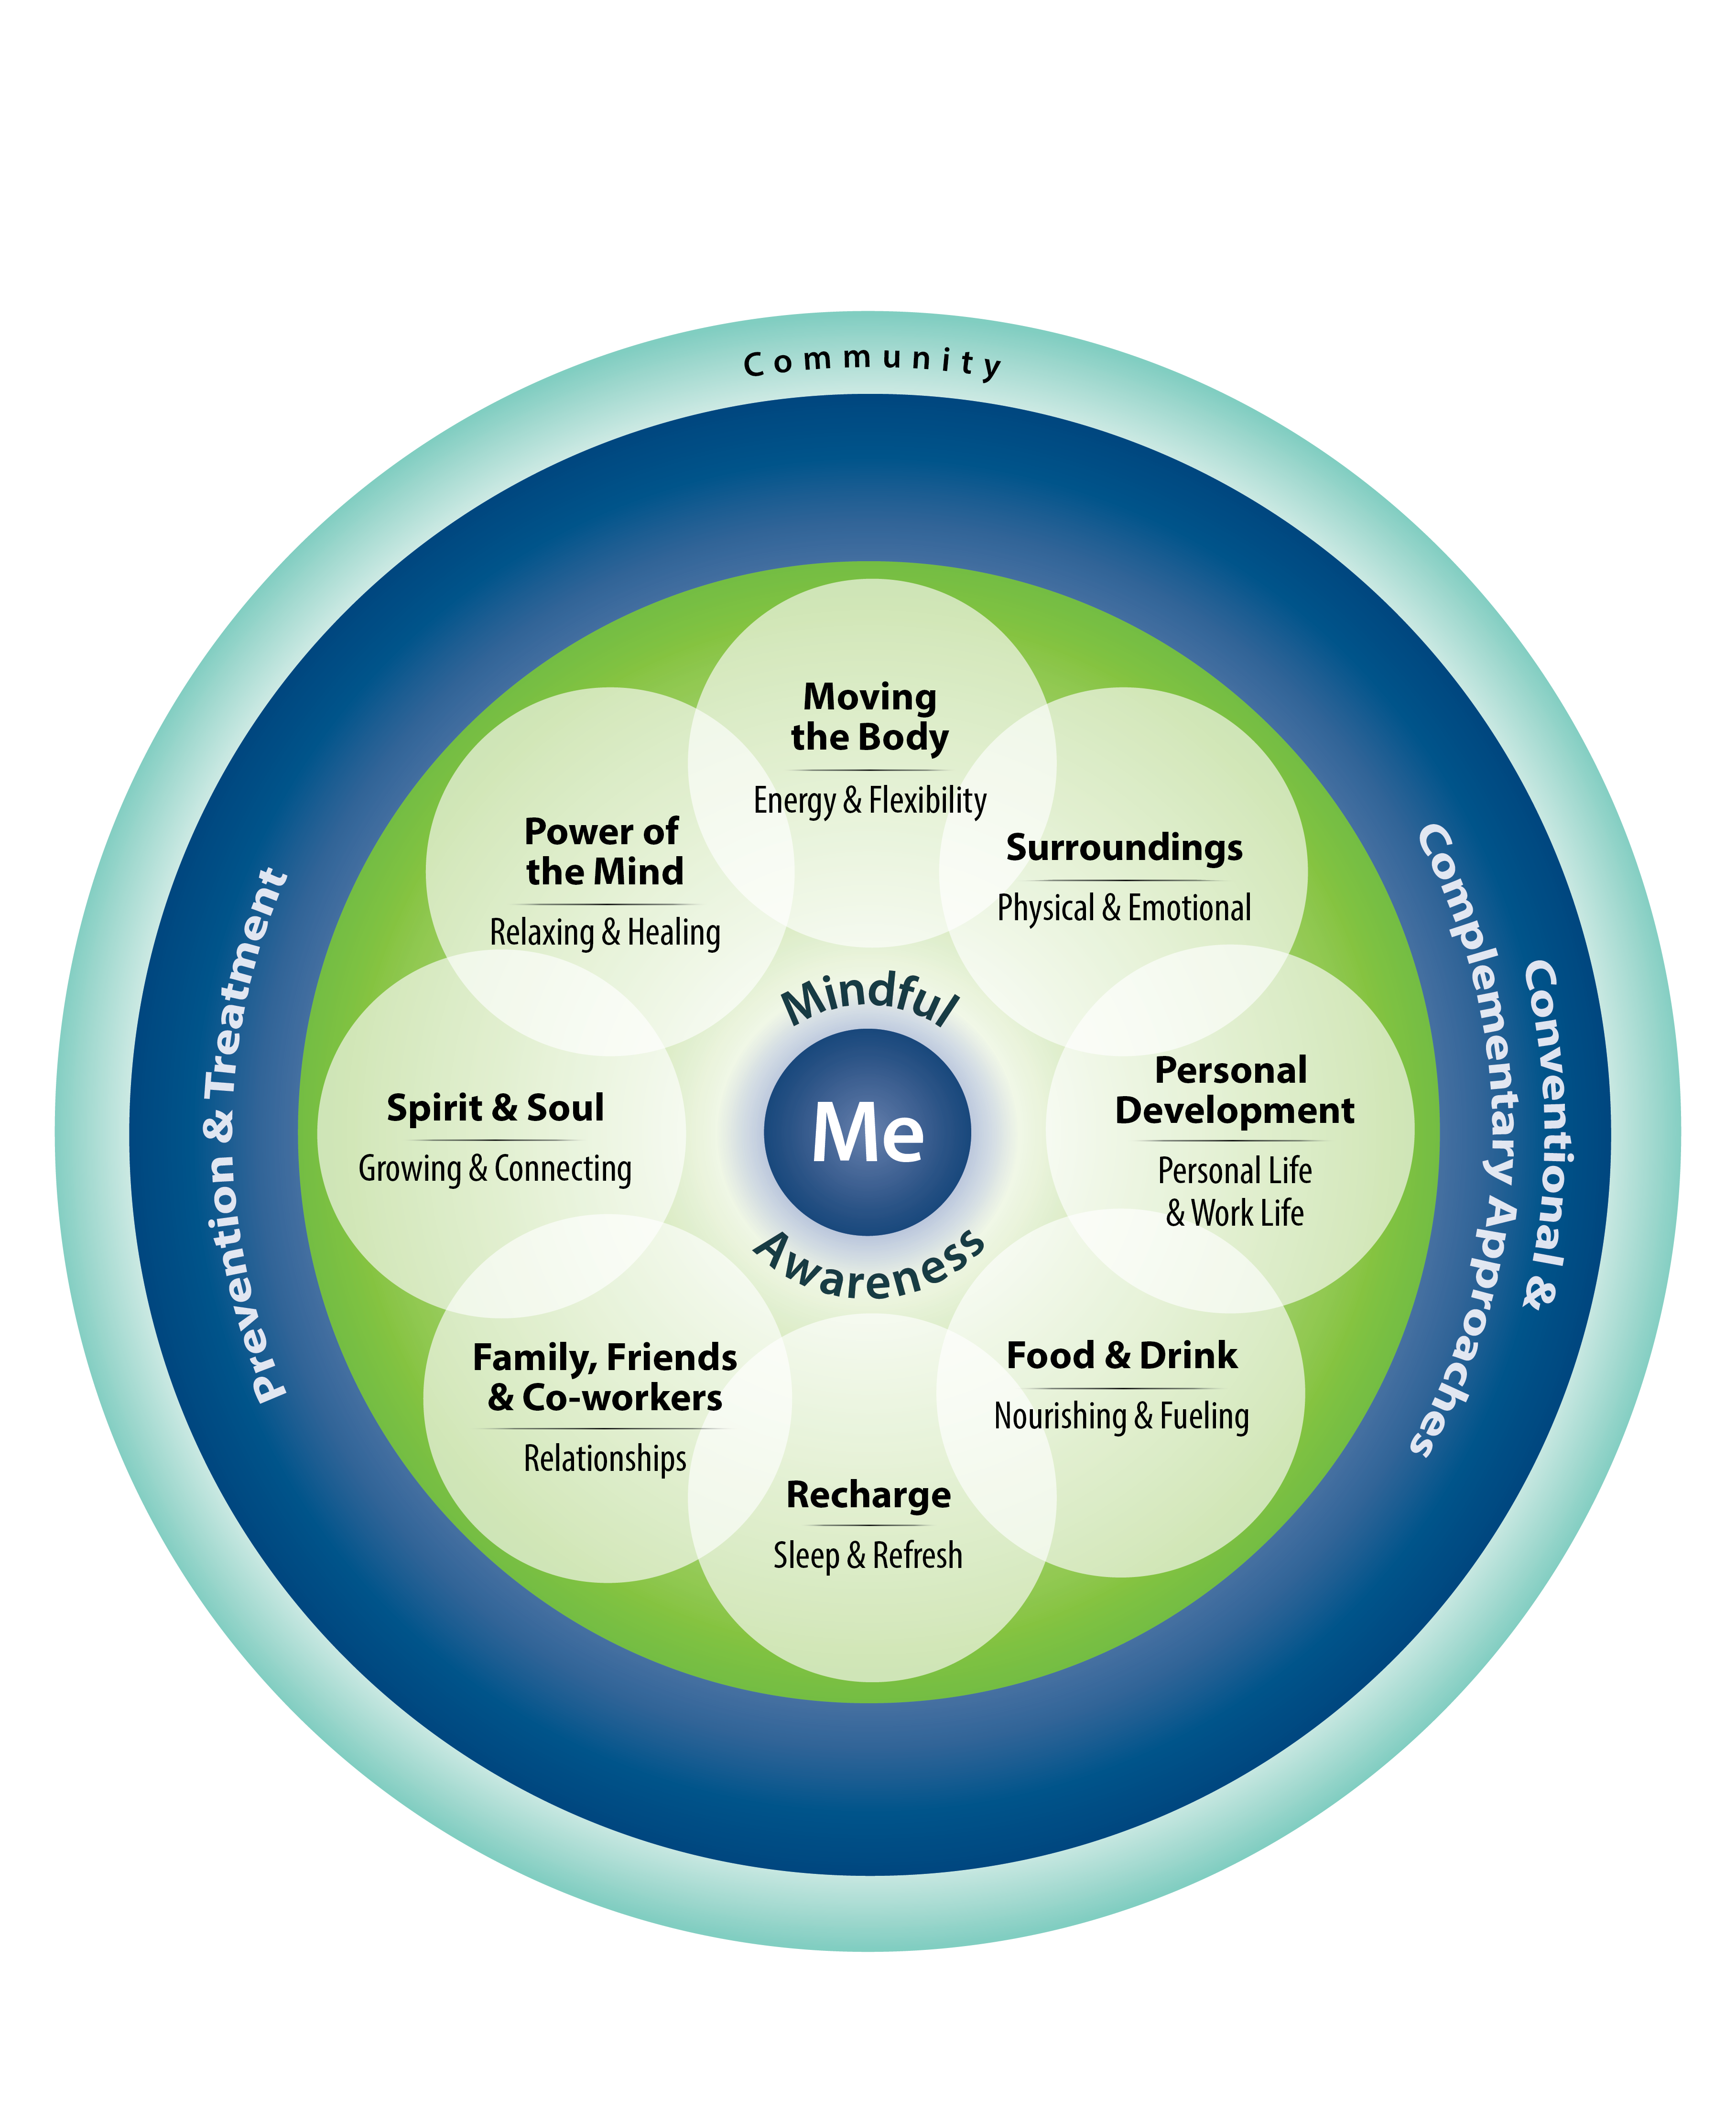 Community
Prevention & Treatment
Conventional &
Complementary Approaches
Moving
the Body
Energy & Flexibility
Surroundings
Physical & Emotional
Personal
Development
Personal Life
& Work Life
Food & Drink
Nourishing & Fueling
Recharge
Sleep & Refresh
Family, Friends
& Co-workers
Relationships
Spirit & Soul
Growing & Connecting
Power of
the Mind
Relaxing & Healing
Mindful
Me
Awareness